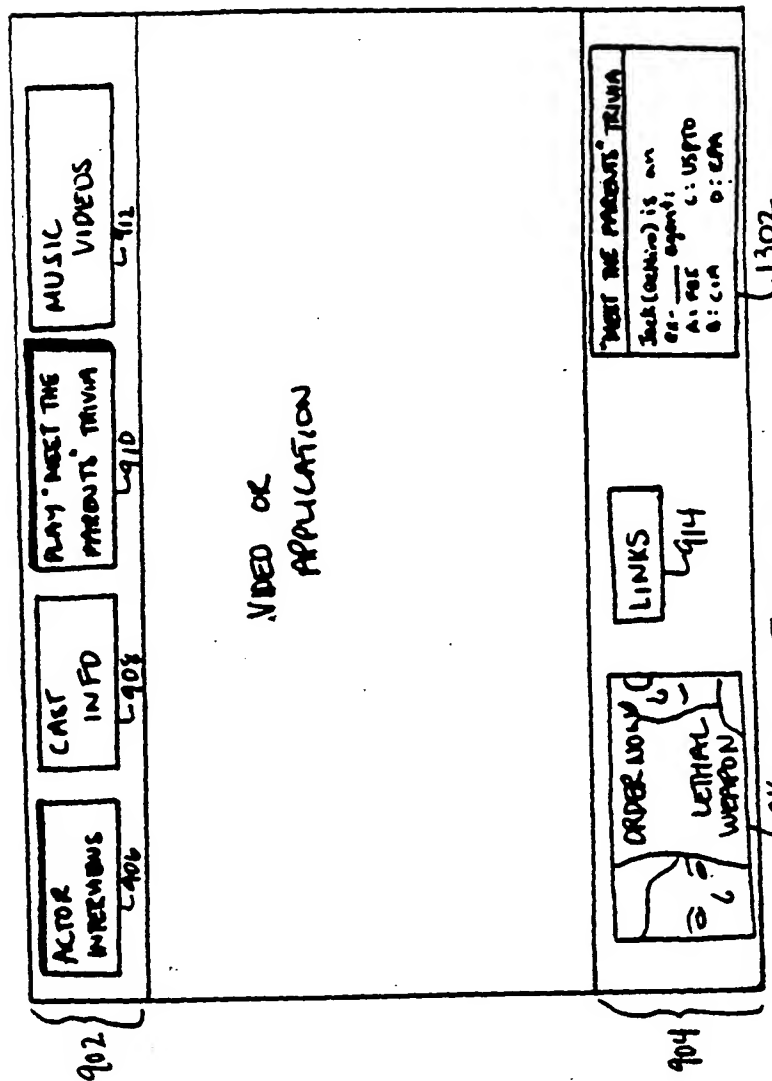 902
ACTOR
INTERVIEWS
906
CAST
INFO
908
PLAY "MEET THE
PARENTS" TRIVIA
910
MUSIC
VIDEOS
912
VIDEO OR
APPLICATION
904
ORDER NOW
LETHAL
WEAPON
LINKS
914
"MEET THE PARENTS" TRIVIA
Jack (DeNiro) is an
ex- ___ agent:
A: FBI C: USPTO
B: CIA D: CPA
1302